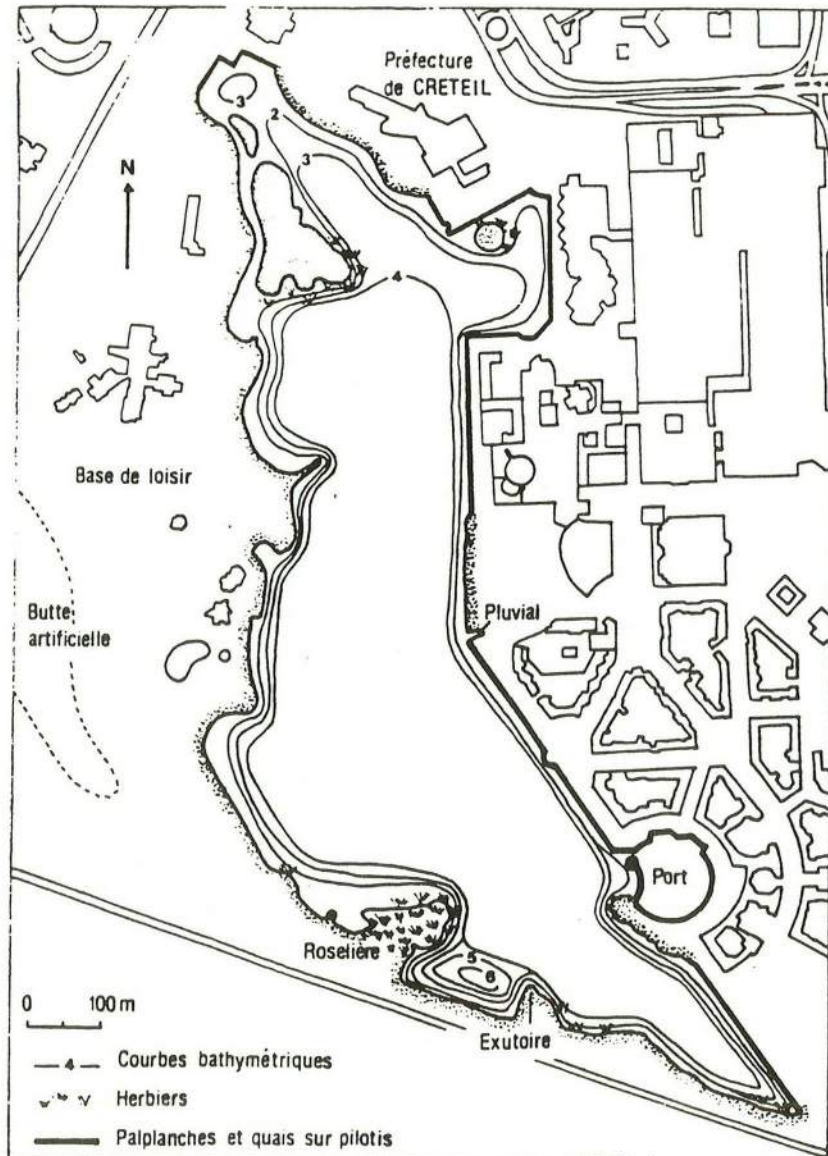 Préfecture
de CRETEIL
3
2
3
N
4
Base de loisir
Butte
artificielle
Pluvial
Port
Roselière
5
6
Exutoire
0 100 m
4 Courbes bathymétriques
Herbiers
Palplanches et quais sur pilotis